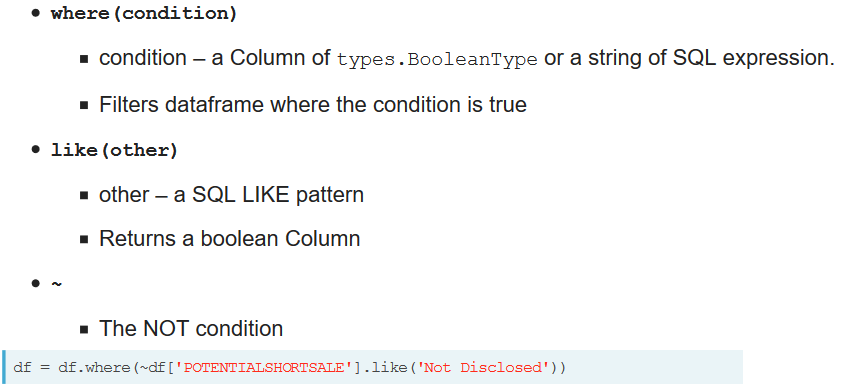 • where(condition)
▪ condition – a Column of types.BooleanType or a string of SQL expression.
▪ Filters dataframe where the condition is true
• like(other)
▪ other – a SQL LIKE pattern
▪ Returns a boolean Column
• ~
▪ The NOT condition
df = df.where(~df['POTENTIALSHORTSALE'].like('Not Disclosed'))